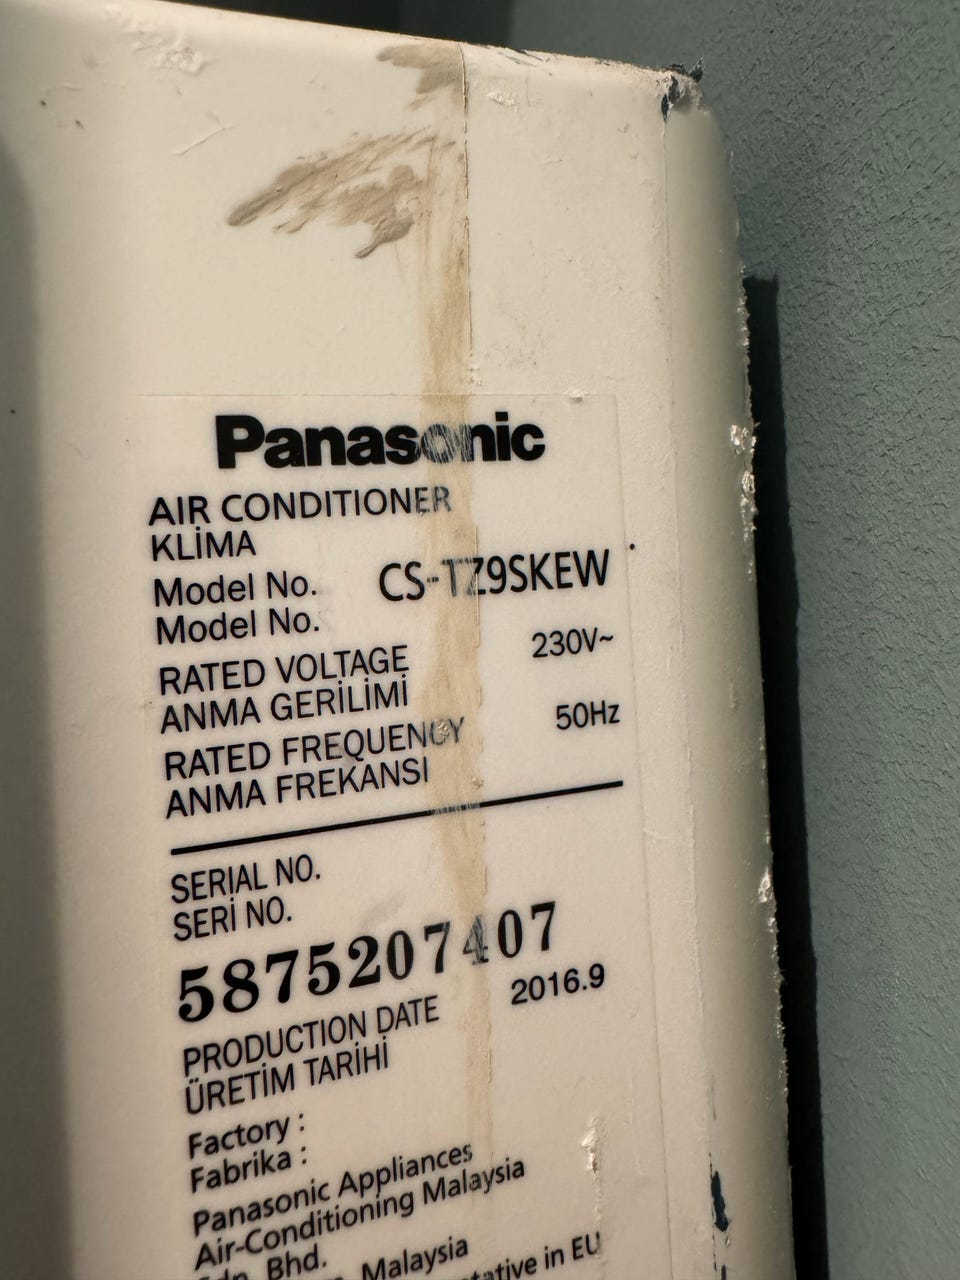 Panasonic
AIR CONDITIONER
KLİMA
Model No. CS-TZ9SKEW
Model No.
RATED VOLTAGE 230V~
ANMA GERİLİMİ
RATED FREQUENCY 50Hz
ANMA FREKANSI
SERIAL NO.
SERİ NO.
5875207407
PRODUCTION DATE 2016.9
ÜRETİM TARİHİ
Factory :
Fabrika :
Panasonic Appliances
Air-Conditioning Malaysia
Sdn. Bhd.
Malaysia
in EU